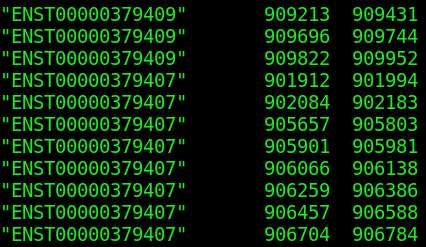 "ENST00000379409" 909213 909431
"ENST00000379409" 909696 909744
"ENST00000379409" 909822 909952
"ENST00000379407" 901912 901994
"ENST00000379407" 902084 902183
"ENST00000379407" 905657 905803
"ENST00000379407" 905901 905981
"ENST00000379407" 906066 906138
"ENST00000379407" 906259 906386
"ENST00000379407" 906457 906588
"ENST00000379407" 906704 906784